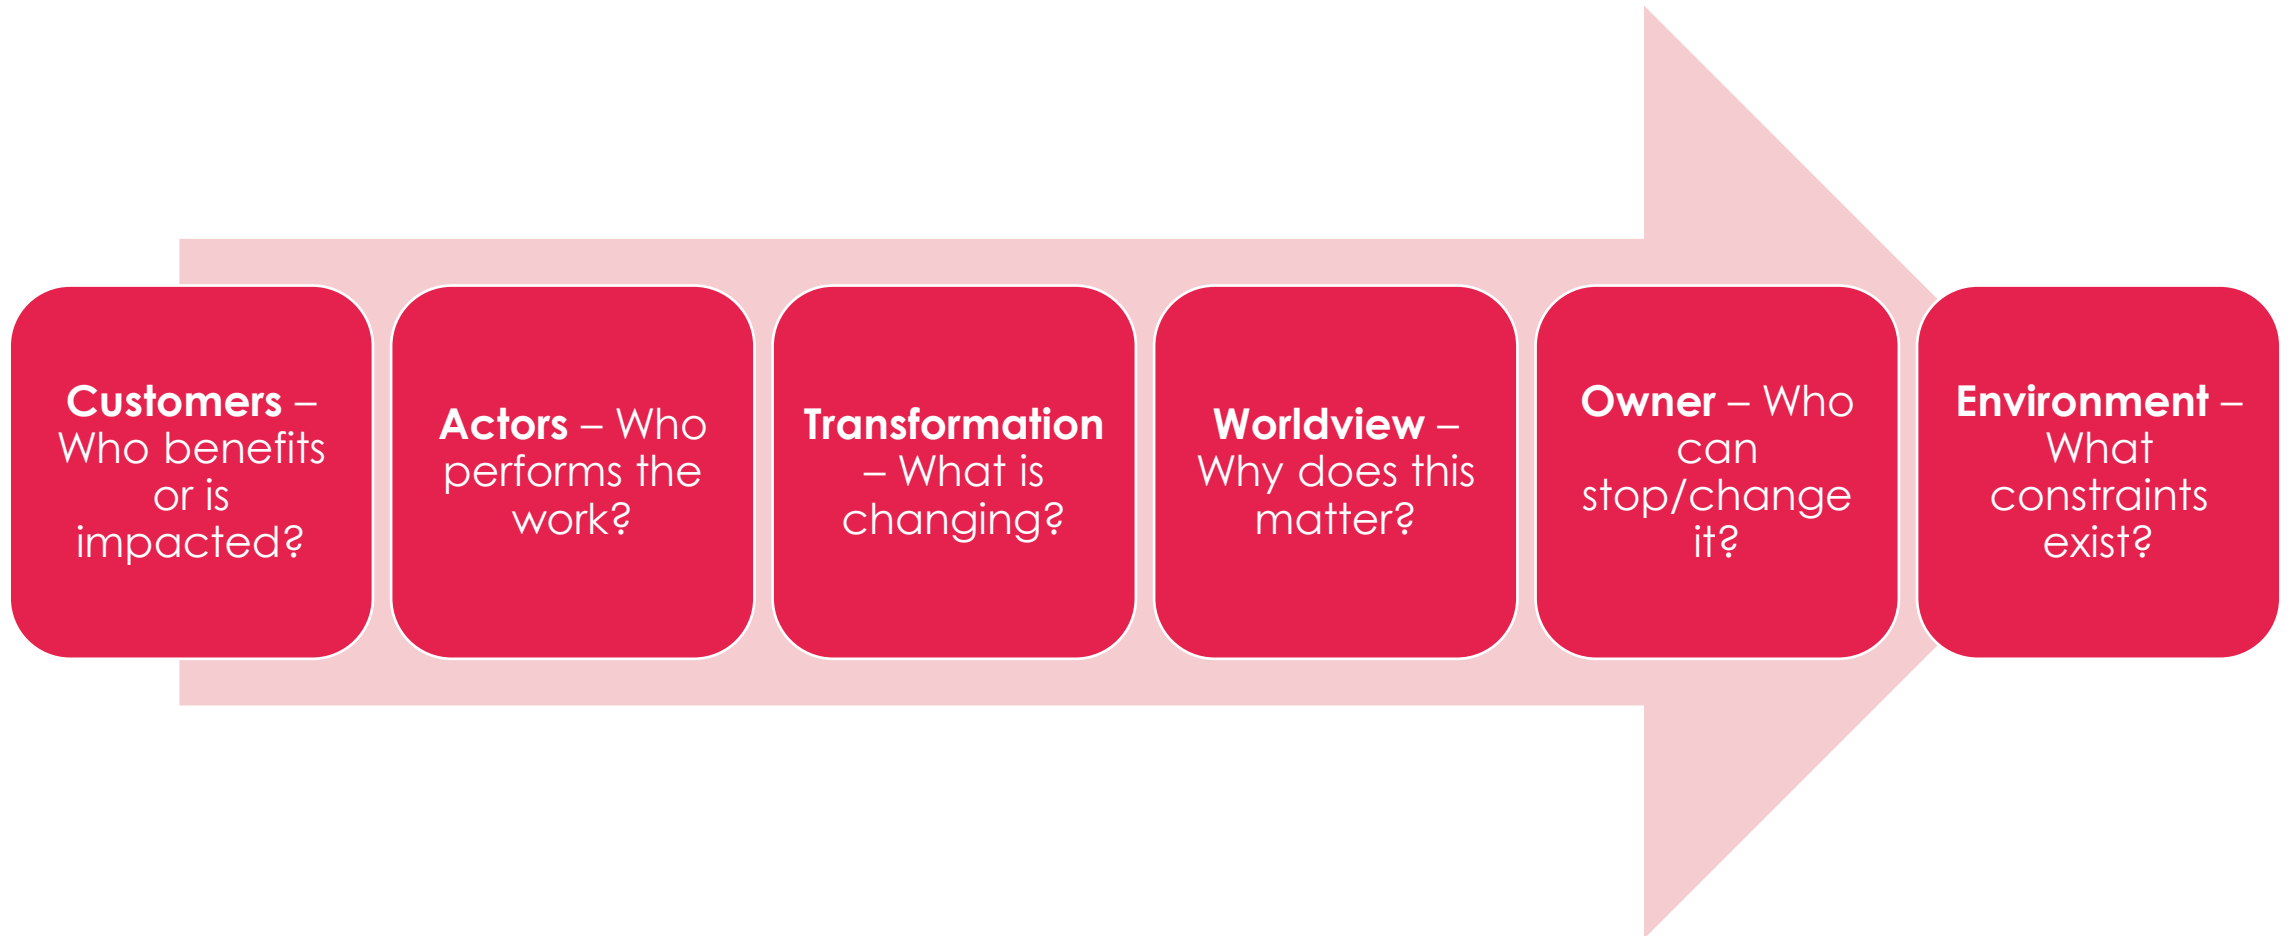 Customers –
Who benefits
or is
impacted?
Actors – Who
performs the
work?
Transformation
– What is
changing?
Worldview –
Why does this
matter?
Owner – Who
can
stop/change
it?
Environment –
What
constraints
exist?